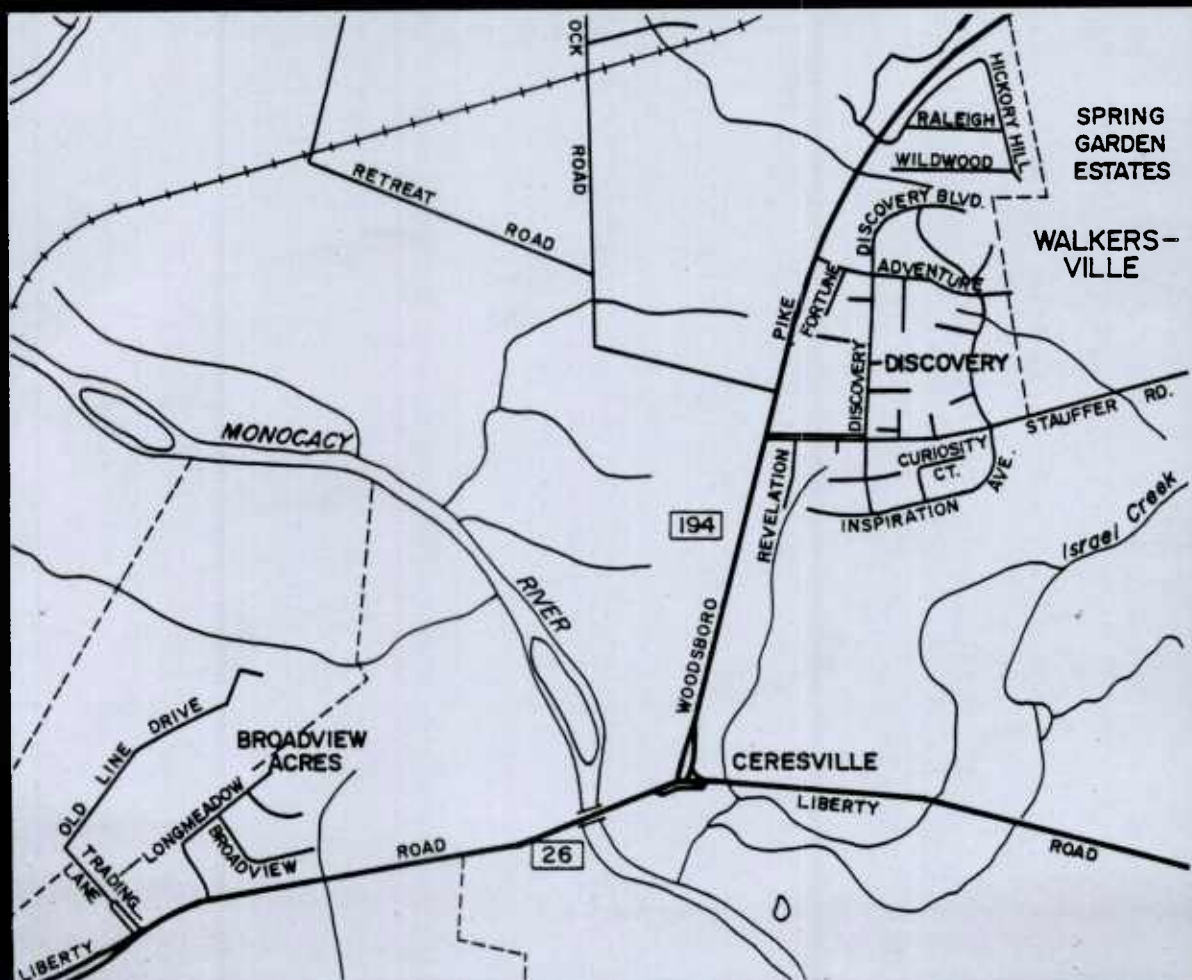 OCK
ROAD
RETREAT
ROAD
HICKORY HILL
RALEIGH
WILDWOOD
SPRING
GARDEN
ESTATES
DISCOVERY BLVD.
WALKERS-
VILLE
ADVENTURE
FORTUNE
PIKE
DISCOVERY
DISCOVERY
STAUFFER RD.
MONOCACY
CURIOSITY
CT.
AVE.
INSPIRATION
REVELATION
194
Israel Creek
RIVER
WOODSBORO
OLD LINE DRIVE
BROADVIEW
ACRES
CERESVILLE
LIBERTY
ROAD
LONGMEADOW
BROADVIEW
ROAD
26
TRADING
LANE
LIBERTY